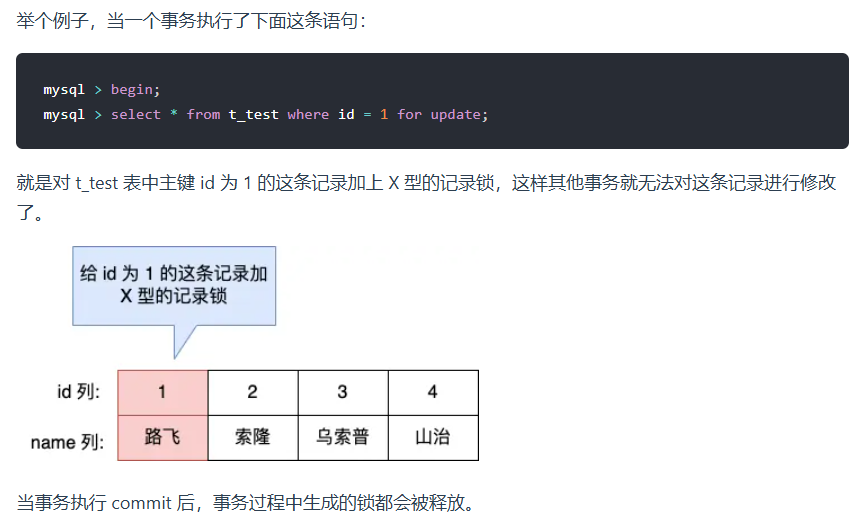 举个例子，当一个事务执行了下面这条语句：
mysql > begin;
mysql > select * from t_test where id = 1 for update;
就是对 t_test 表中主键 id 为 1 的这条记录加上 X 型的记录锁，这样其他事务就无法对这条记录进行修改
了。
给 id 为 1 的这条记录加
X 型的记录锁
id 列: 1 2 3 4
name 列: 路飞 索隆 乌索普 山治
当事务执行 commit 后，事务过程中生成的锁都会被释放。